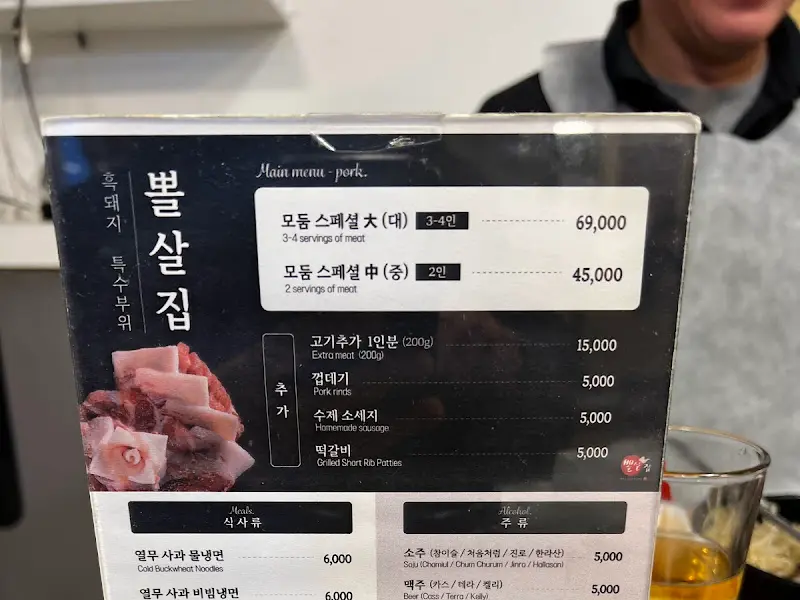 뽈살집
흑돼지 특수부위
Main menu - pork.
모둠 스페셜 大 (대) 3-4인 69,000
3-4 servings of meat
모둠 스페셜 中 (중) 2인 45,000
2 servings of meat
추가
고기추가 1인분 (200g) 15,000
Extra meat (200g)
껍데기 5,000
Pork rinds
수제 소세지 5,000
Homemade sausage
떡갈비 5,000
Grilled Short Rib Patties
뽈살집
Meals.
식사류
열무 사과 물냉면 6,000
Cold Buckwheat Noodles
열무 사과 비빔냉면 6,000
Alcohol.
주류
소주 (참이슬 / 처음처럼 / 진로 / 한라산) 5,000
Soju (Chamiul / Chum Churum / Jinro / Hallasan)
맥주 (카스 / 테라 / 켈리) 5,000
Beer (Cass / Terra / Kelly)